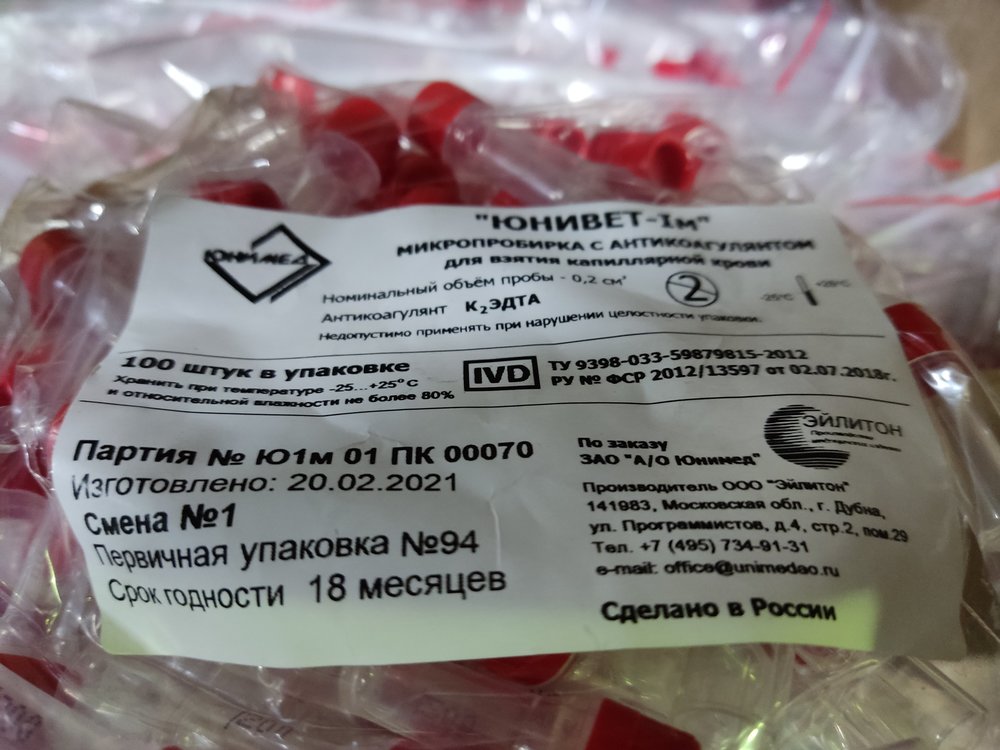 "ЮНИВЕТ-1м"
МИКРОПРОБИРКА С АНТИКОАГУЛЯНТОМ
для взятия капиллярной крови
ЮНИМЕД
Номинальный объём пробы - 0,2 см³
Антикоагулянт К₂ЭДТА
2
-25°C
+25°C
Недопустимо применять при нарушении целостности упаковки.
100 штук в упаковке
Хранить при температуре -25...+25° С
и относительной влажности не более 80%
IVD
ТУ 9398-033-59879815-2012
РУ № ФСР 2012/13597 от 02.07.2018г.
Партия № Ю1м 01 ПК 00070
Изготовлено: 20.02.2021
Смена №1
Первичная упаковка №94
Срок годности 18 месяцев
По заказу
ЗАО "А/О Юнимед"
ЭЙЛИТОН
Производство
медицинских изделий
Производитель ООО "Эйлитон"
141983, Московская обл., г. Дубна,
ул. Программистов, д.4, стр.2, пом.29
Тел. +7 (495) 734-91-31
e-mail: office@unimedao.ru
Сделано в России